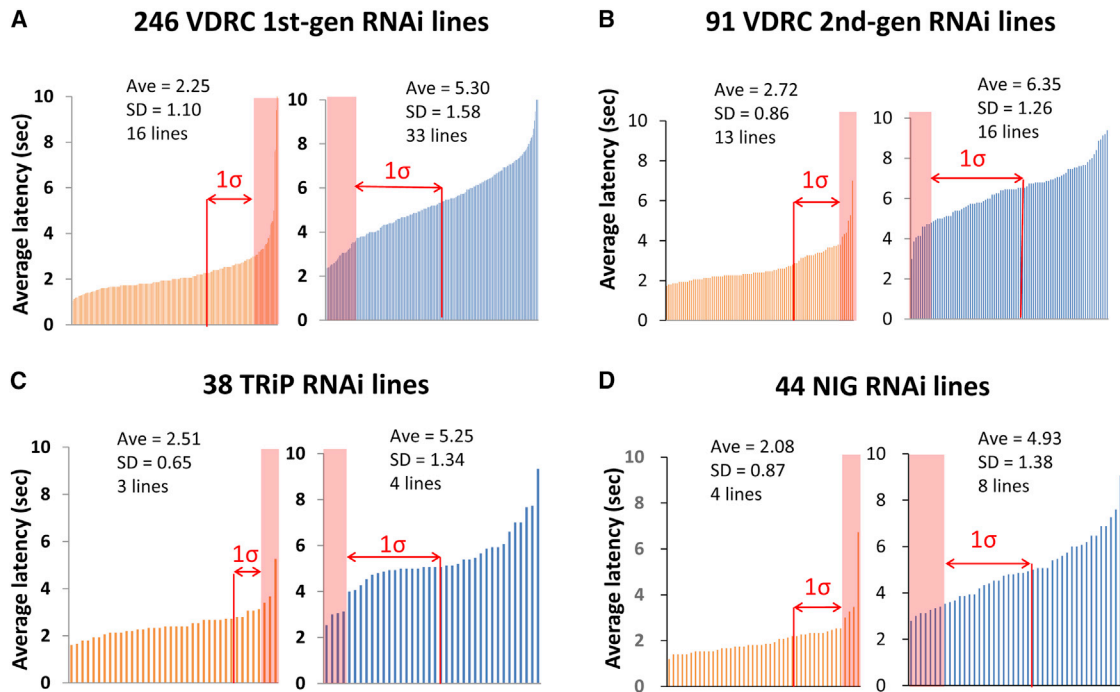 A
246 VDRC 1st-gen RNAi lines
Average latency (sec)
10
8
6
4
2
0
Ave = 2.25
SD = 1.10
16 lines
1σ
10
8
6
4
2
0
Ave = 5.30
SD = 1.58
33 lines
1σ
B
91 VDRC 2nd-gen RNAi lines
Average latency (sec)
10
8
6
4
2
0
Ave = 2.72
SD = 0.86
13 lines
1σ
10
8
6
4
2
0
Ave = 6.35
SD = 1.26
16 lines
1σ
C
38 TRiP RNAi lines
Average latency (sec)
10
8
6
4
2
0
Ave = 2.51
SD = 0.65
3 lines
1σ
10
8
6
4
2
0
Ave = 5.25
SD = 1.34
4 lines
1σ
D
44 NIG RNAi lines
Average latency (sec)
10
8
6
4
2
0
Ave = 2.08
SD = 0.87
4 lines
1σ
10
8
6
4
2
0
Ave = 4.93
SD = 1.38
8 lines
1σ